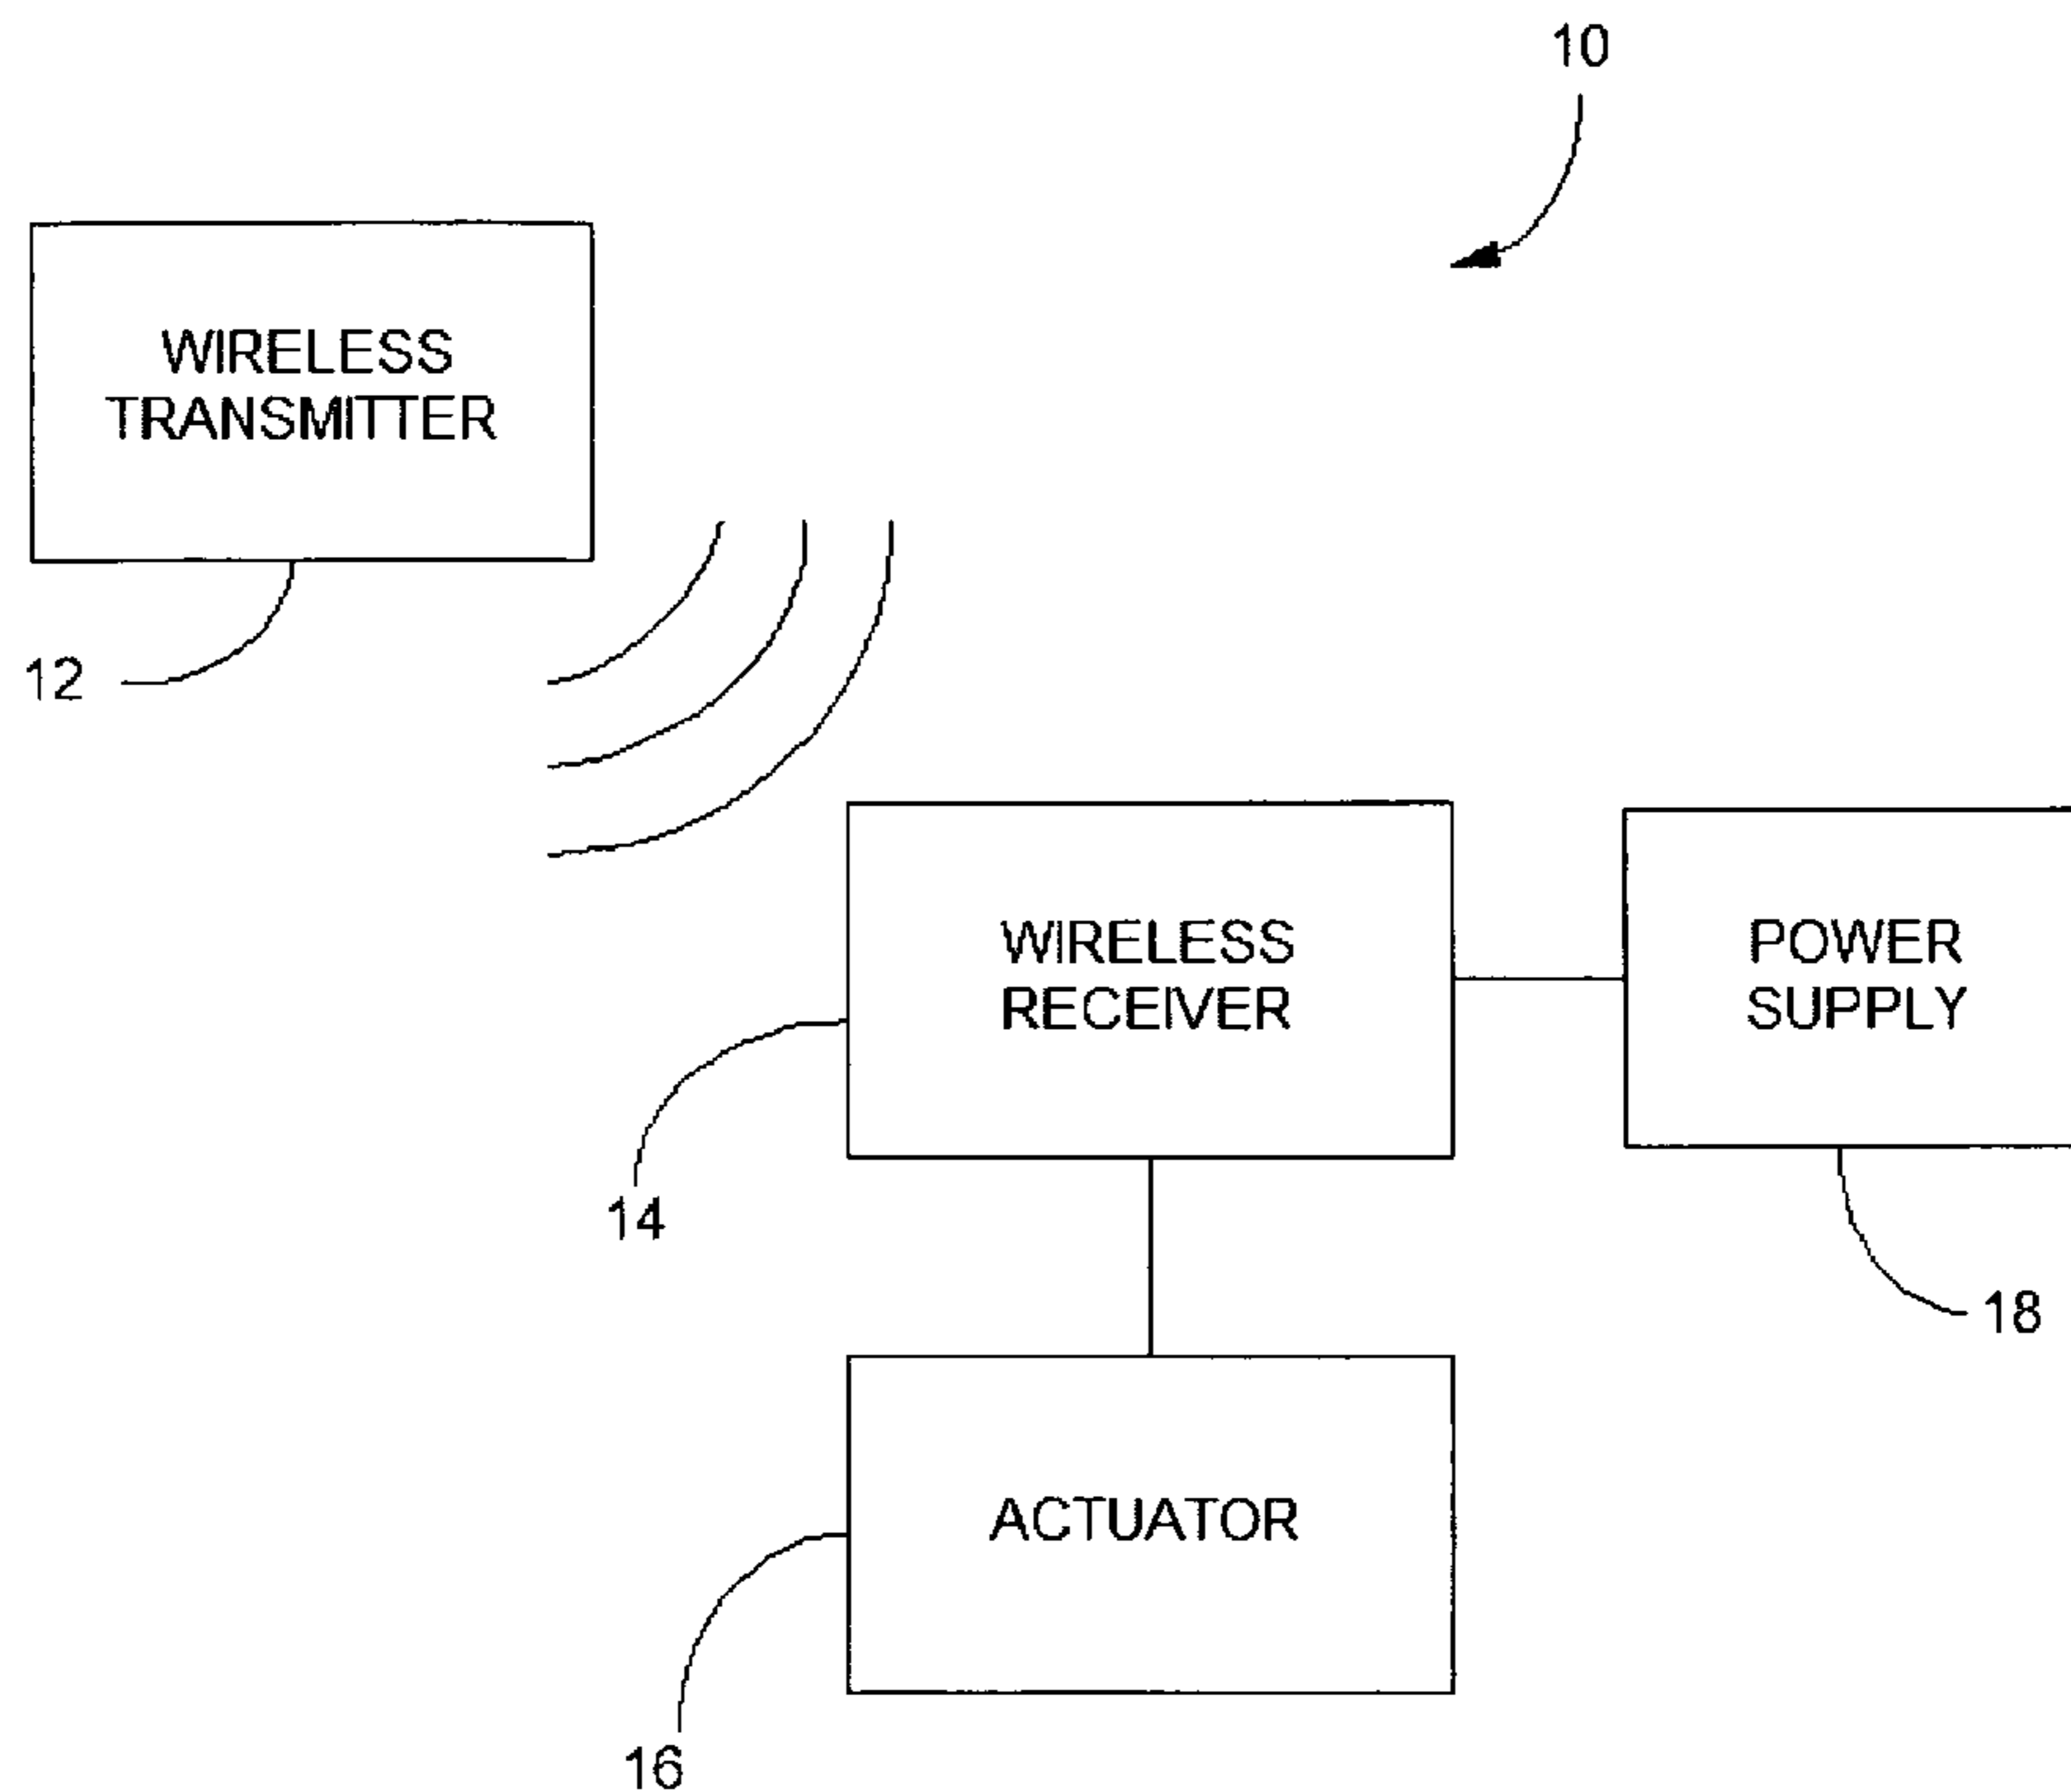 10
WIRELESS
TRANSMITTER
12
WIRELESS
RECEIVER
POWER
SUPPLY
14
18
ACTUATOR
16